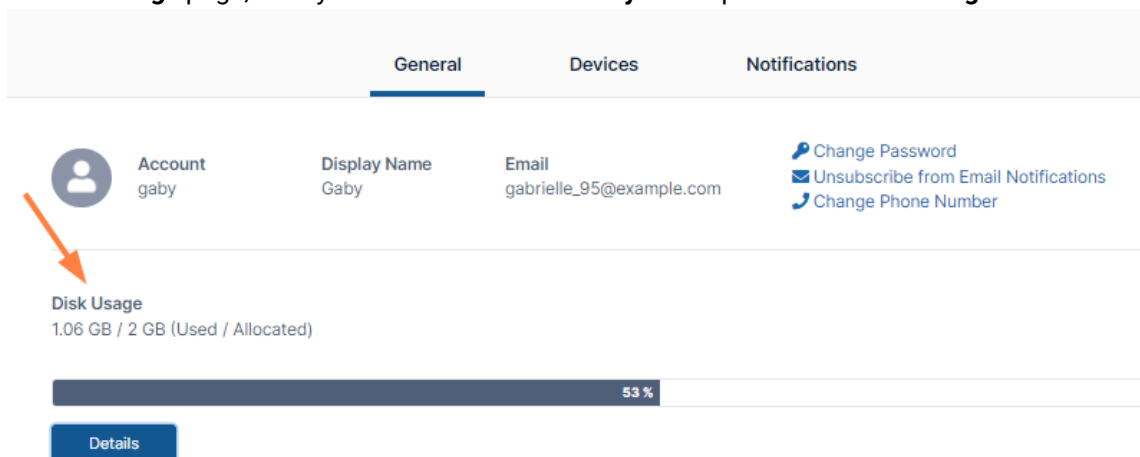 General Devices Notifications
Account Display Name Email
gaby Gaby gabrielle_95@example.com
Change Password
Unsubscribe from Email Notifications
Change Phone Number
Disk Usage
1.06 GB / 2 GB (Used / Allocated)
53 %
Details